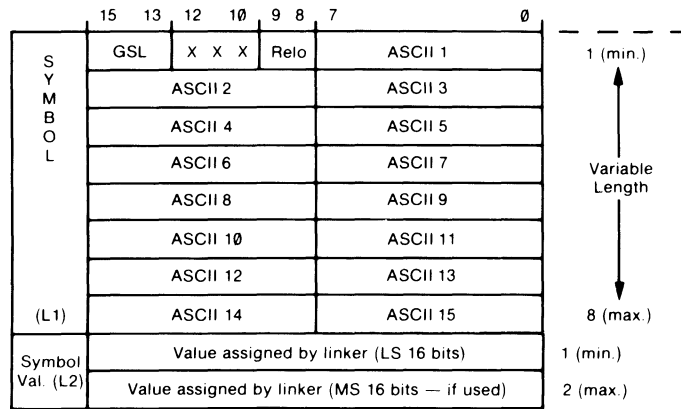 15 13 12 10 9 8 7 Ø
SYMBOL GSL X X X Relo ASCII 1 1 (min.)
ASCII 2 ASCII 3
ASCII 4 ASCII 5
ASCII 6 ASCII 7 Variable
ASCII 8 ASCII 9 Length
ASCII 1Ø ASCII 11
ASCII 12 ASCII 13
(L1) ASCII 14 ASCII 15 8 (max.)
Symbol Value assigned by linker (LS 16 bits) 1 (min.)
Val. (L2) Value assigned by linker (MS 16 bits — if used) 2 (max.)